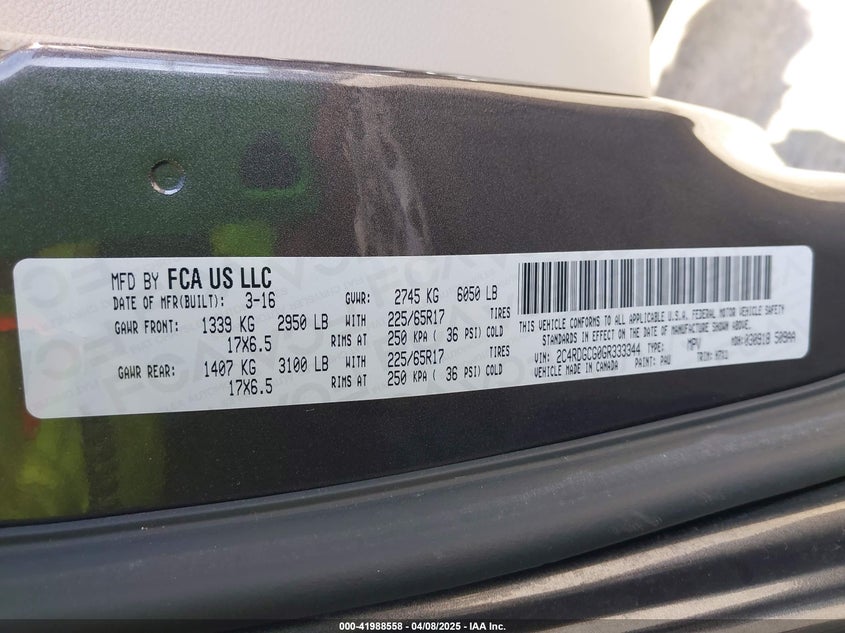 MFD BY FCA US LLC
DATE OF MFR(BUILT): 3-16 GVWR: 2745 KG 6050 LB
GAWR FRONT: 1339 KG 2950 LB WITH 225/65R17 TIRES
17X6.5 RIMS AT 250 KPA ( 36 PSI) COLD
GAWR REAR: 1407 KG 3100 LB WITH 225/65R17 TIRES
17X6.5 RIMS AT 250 KPA ( 36 PSI) COLD
THIS VEHICLE CONFORMS TO ALL APPLICABLE U.S.A. FEDERAL MOTOR VEHICLE SAFETY
STANDARDS IN EFFECT ON THE DATE OF MANUFACTURE SHOWN ABOVE.
VIN: 2C4RDGCG0GR333344 TYPE: MPV MDH: 030918 509AA
VEHICLE MADE IN CANADA PAINT: PAU TRIM:
000-41988558 - 04/08/2025 - IAA Inc.